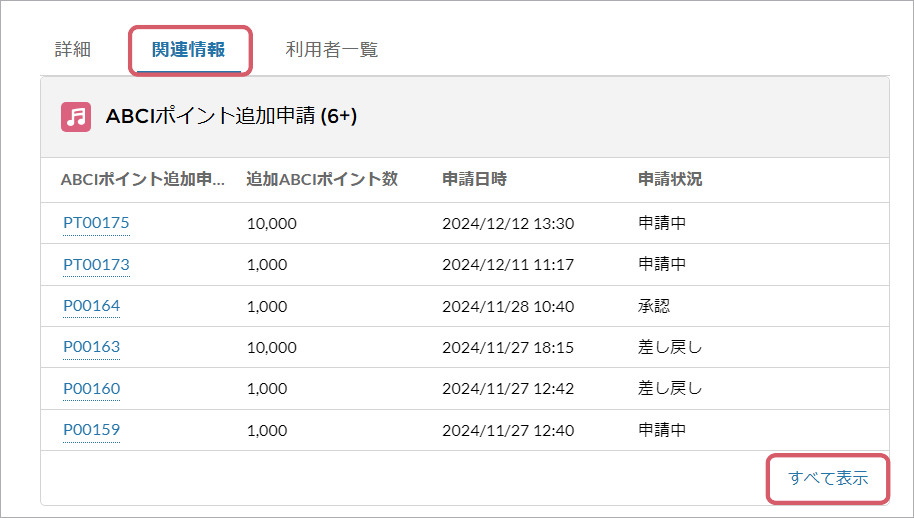 詳細 関連情報 利用者一覧
ABCIポイント追加申請 (6+)
ABCIポイント追加申... 追加ABCIポイント数 申請日時 申請状況
PT00175 10,000 2024/12/12 13:30 申請中
PT00173 1,000 2024/12/11 11:17 申請中
P00164 1,000 2024/11/28 10:40 承認
P00163 10,000 2024/11/27 18:15 差し戻し
P00160 1,000 2024/11/27 12:42 差し戻し
P00159 1,000 2024/11/27 12:40 申請中
すべて表示